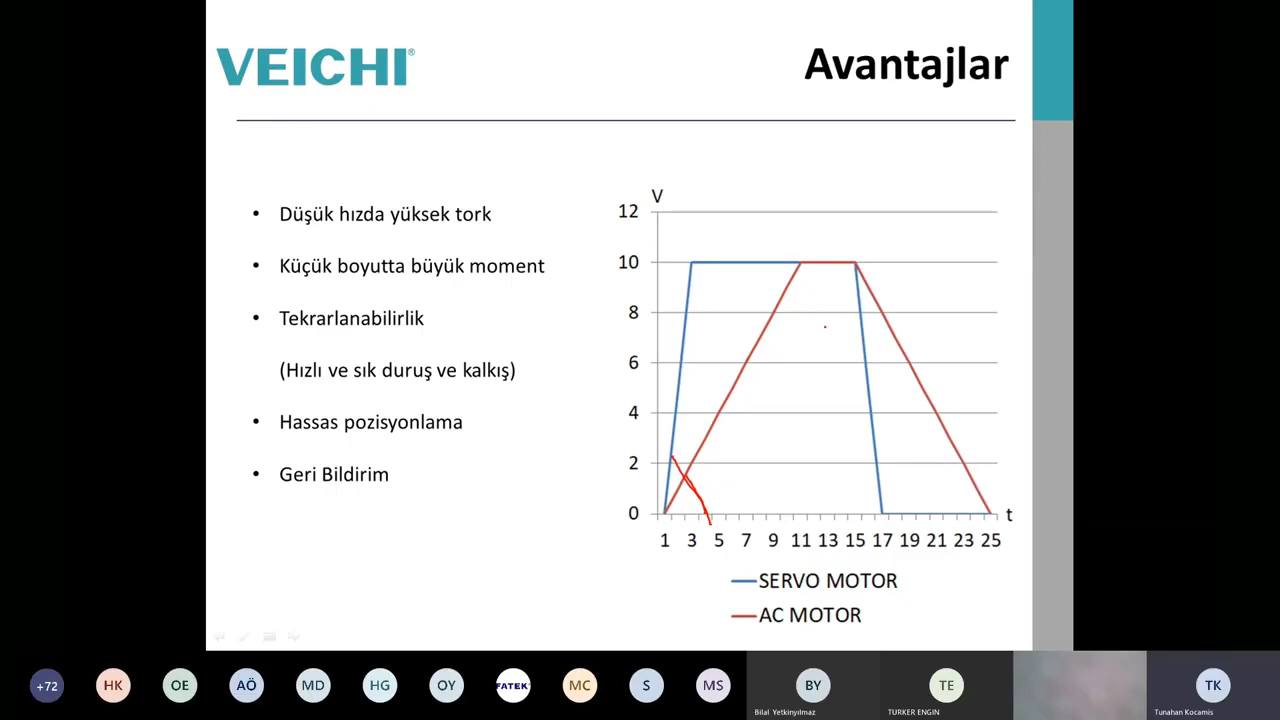 VEICHI®
Avantajlar
• Düşük hızda yüksek tork
• Küçük boyutta büyük moment
• Tekrarlanabilirlik
(Hızlı ve sık duruş ve kalkış)
• Hassas pozisyonlama
• Geri Bildirim
V
12
10
8
6
4
2
0
1 3 5 7 9 11 13 15 17 19 21 23 25
t
SERVO MOTOR
AC MOTOR
+72 HK OE AÖ MD HG OY FATEK MC S MS BY TE TK
Bilal Yetkinyılmaz TURKER ENGIN Tunahan Kocamis